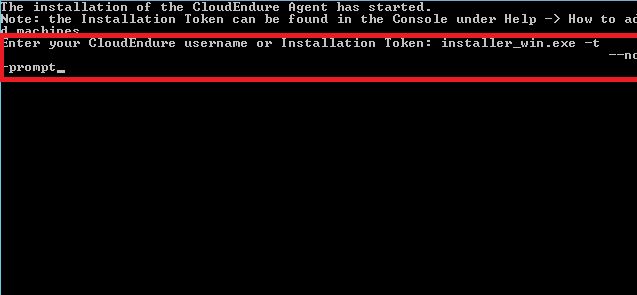 The installation of the CloudEndure Agent has started.
Note: the Installation Token can be found in the Console under Help -> How to ad
d machines
Enter your CloudEndure username or Installation Token: installer_win.exe -t
--no
-prompt_